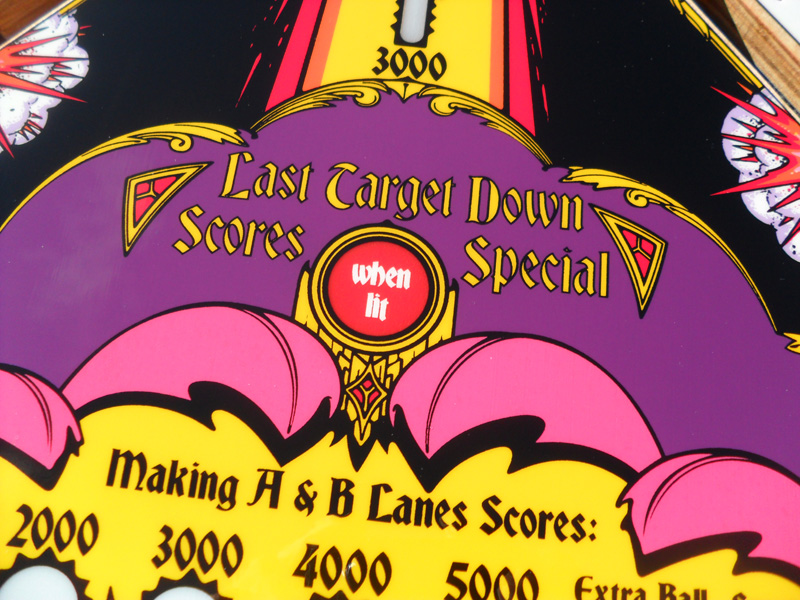 3000
Last Target Down
Scores Special
when
lit
Making A & B Lanes Scores:
2000 3000 4000 5000 Extra Ball &